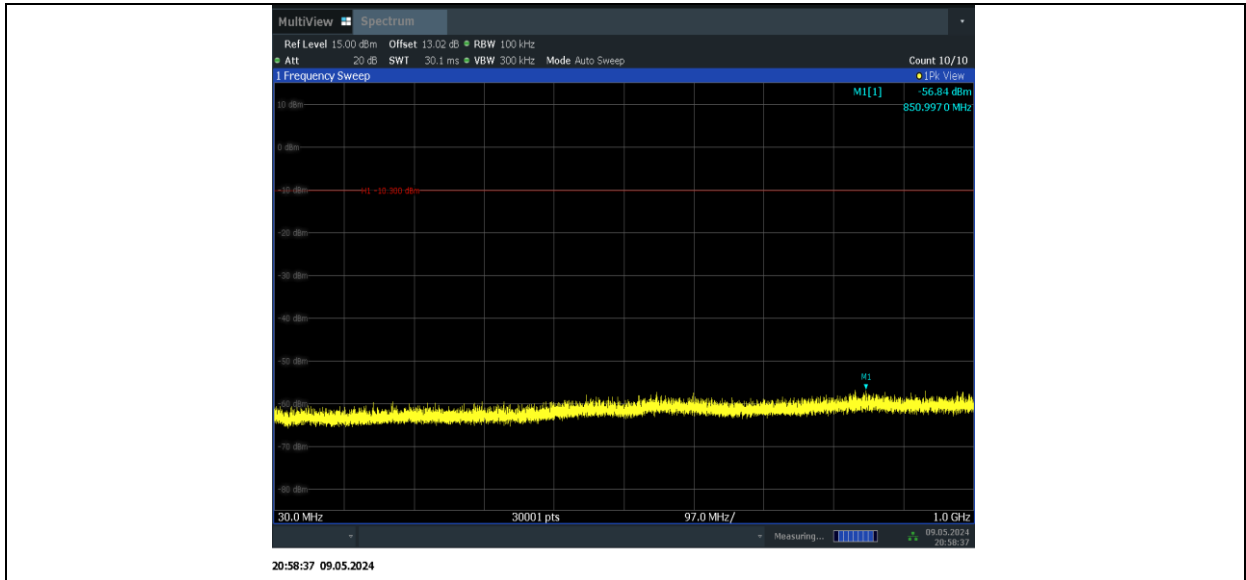 MultiView Spectrum
Ref Level 15.00 dBm Offset 13.02 dB RBW 100 kHz
Att 20 dB SWT 30.1 ms VBW 300 kHz Mode Auto Sweep Count 10/10
1 Frequency Sweep 1Pk View
M1[1] -56.84 dBm
850.9970 MHz
10 dBm
0 dBm
-10 dBm H1 -10.300 dBm
-20 dBm
-30 dBm
-40 dBm
-50 dBm
M1
-60 dBm
-70 dBm
-80 dBm
30.0 MHz 30001 pts 97.0 MHz/ 1.0 GHz
Measuring... 09.05.2024
20:58:37
20:58:37 09.05.2024